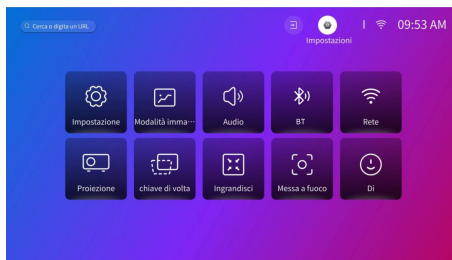 Cerca o digita un URL
09:53 AM
Impostazioni
Impostazione
Modalità imma···
Audio
BT
Rete
Proiezione
chiave di volta
Ingrandisci
Messa a fuoco
Di